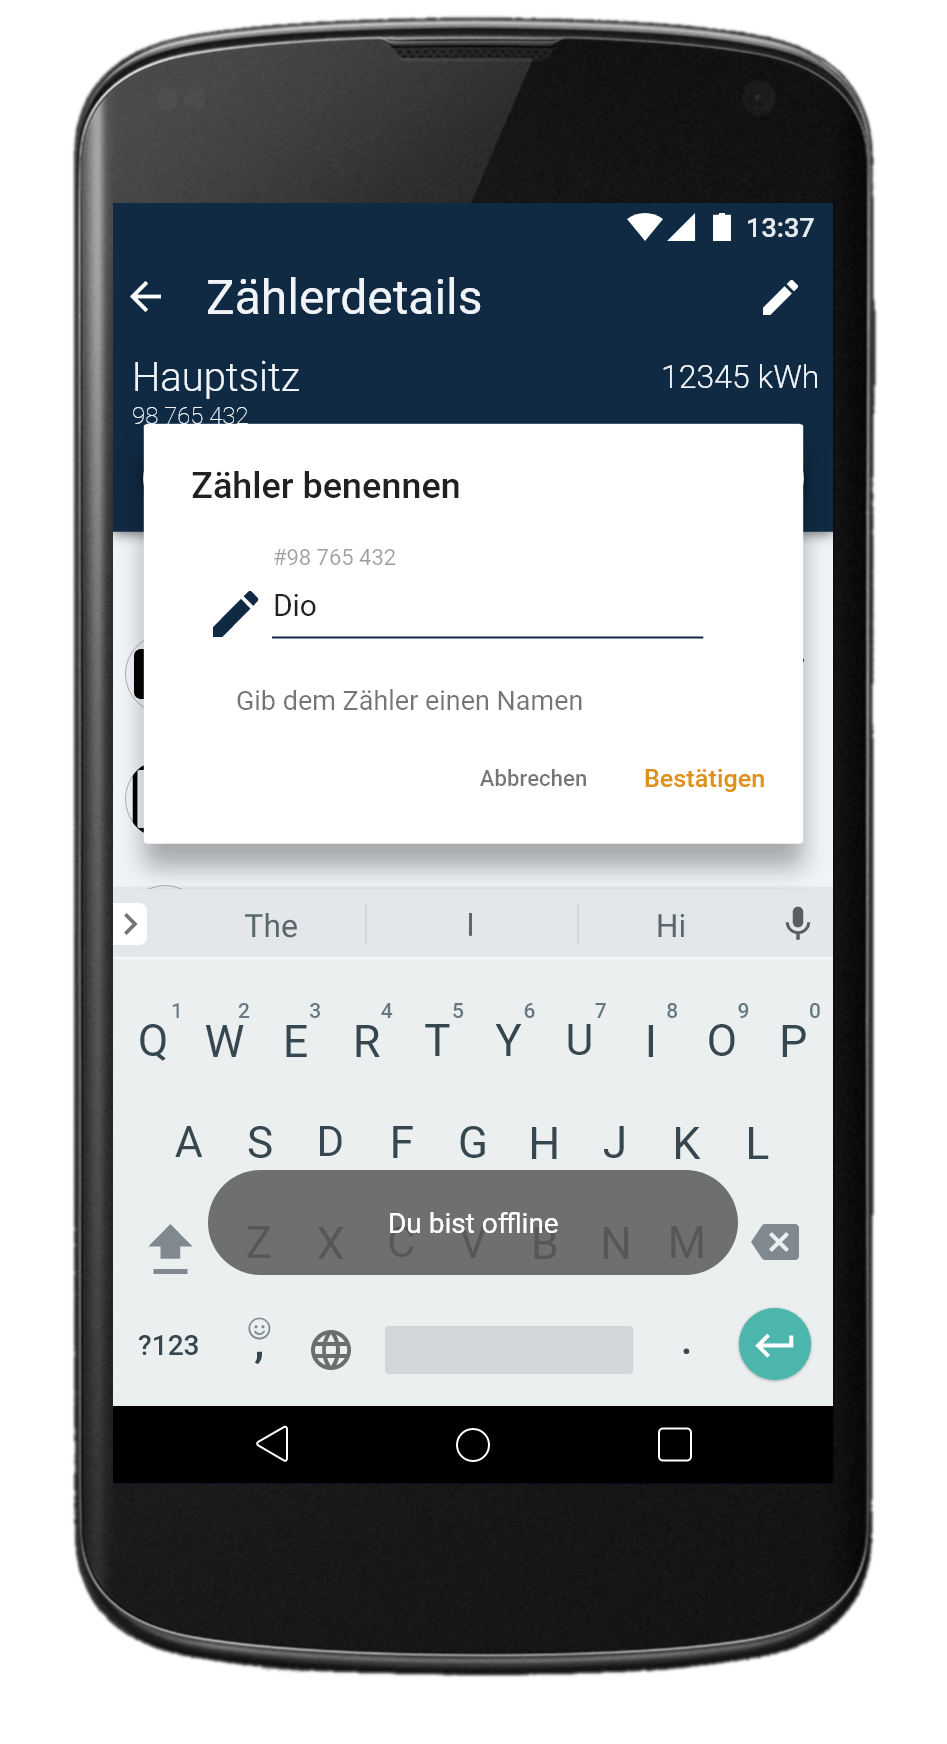 13:37
Zählerdetails
Hauptsitz 12345 kWh
98 765 432
Zähler benennen
#98 765 432
Dio
Gib dem Zähler einen Namen
Abbrechen Bestätigen
The I Hi
1 2 3 4 5 6 7 8 9 0
Q W E R T Y U I O P
A S D F G H J K L
Du bist offline
Z X C V B N M
?123 , .